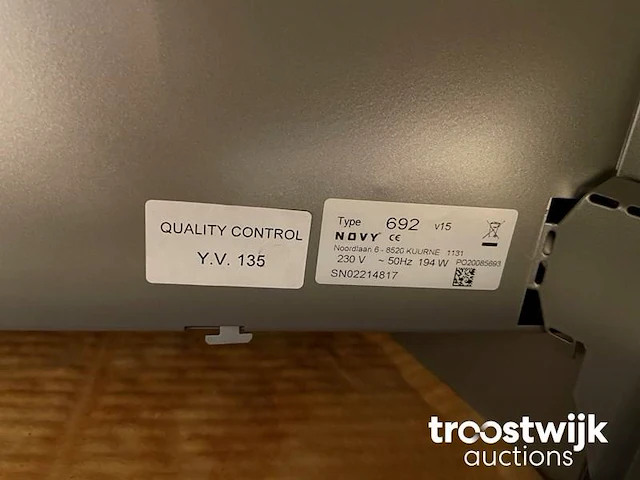 QUALITY CONTROL
Y.V. 135
Type 692 v15
NOVY CE
Noordlaan 6 - 8520 KUURNE 1131
230 V ~ 50Hz 194 W PO20085693
SN02214817
troostwijk
auctions